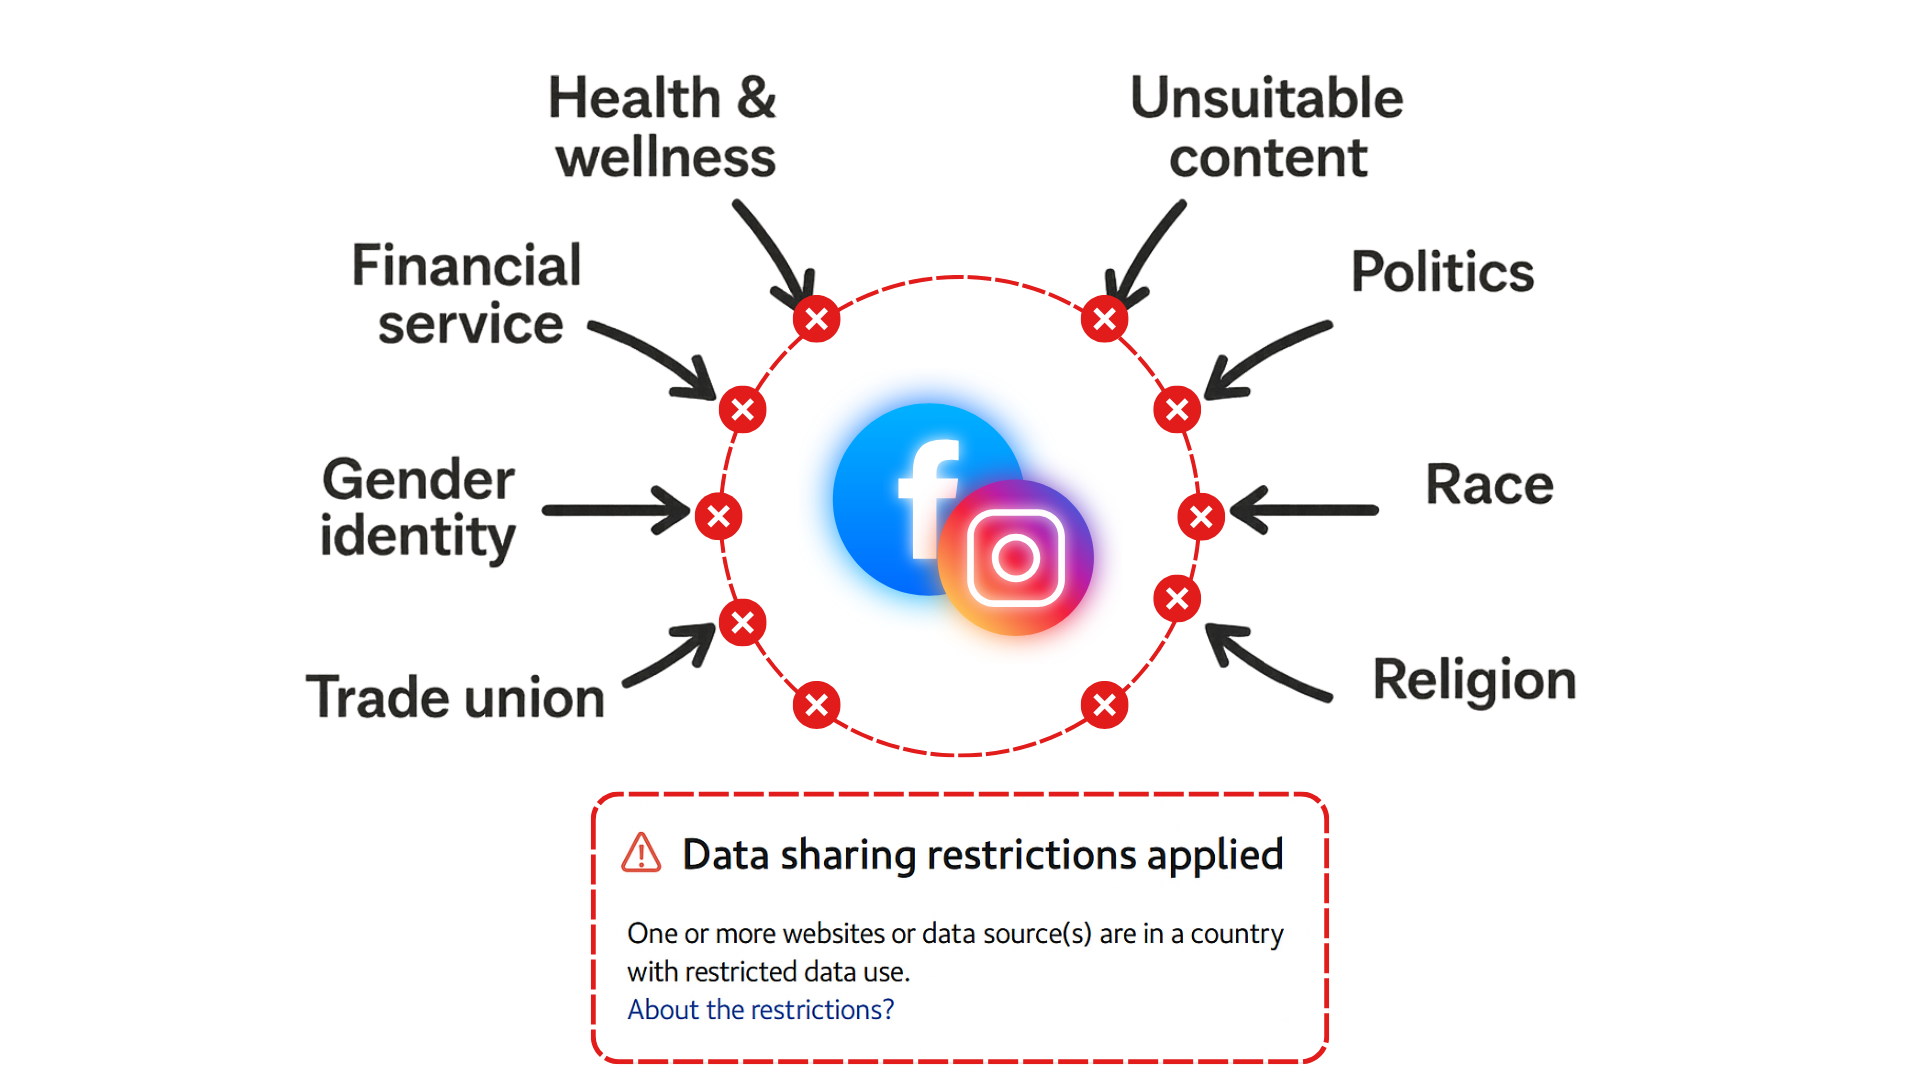 Health &
wellness
Unsuitable
content
Financial
service
Politics
Gender
identity
Race
Trade union
Religion
Data sharing restrictions applied
One or more websites or data source(s) are in a country
with restricted data use.
About the restrictions?